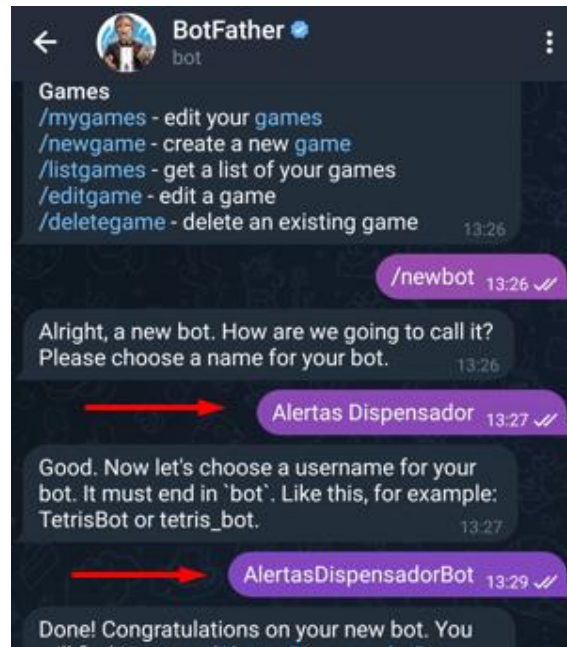 BotFather
bot
Games
/mygames - edit your games
/newgame - create a new game
/listgames - get a list of your games
/editgame - edit a game
/deletegame - delete an existing game
13:26
/newbot 13:26
Alright, a new bot. How are we going to call it?
Please choose a name for your bot.
13:26
Alertas Dispensador 13:27
Good. Now let's choose a username for your
bot. It must end in `bot`. Like this, for example:
TetrisBot or tetris_bot.
13:27
AlertasDispensadorBot 13:29
Done! Congratulations on your new bot. You